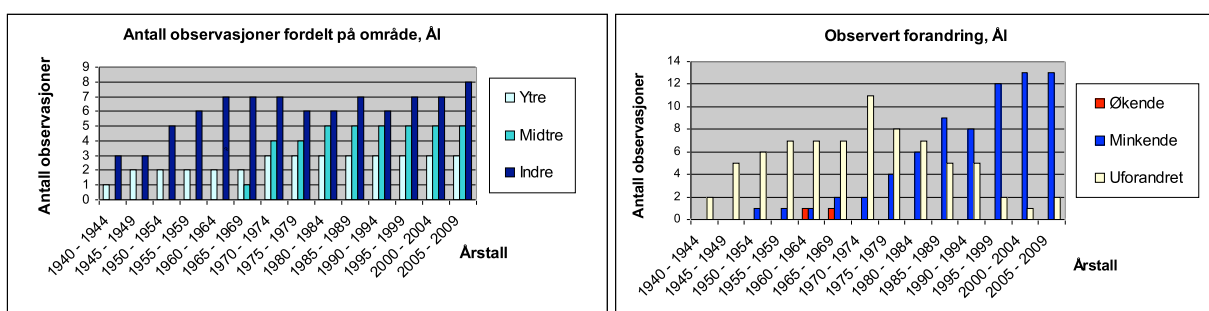 Antall observasjoner fordelt på område, Ål
Antall observasjoner
9
8
7
6
5
4
3
2
1
0
1940 - 1944
1945 - 1949
1950 - 1954
1955 - 1959
1960 - 1964
1965 - 1969
1970 - 1974
1975 - 1979
1980 - 1984
1985 - 1989
1990 - 1994
1995 - 1999
2000 - 2004
2005 - 2009
Årstall
Ytre
Midtre
Indre
Observert forandring, Ål
Antall observasjoner
14
12
10
8
6
4
2
0
1940 - 1944
1945 - 1949
1950 - 1954
1955 - 1959
1960 - 1964
1965 - 1969
1970 - 1974
1975 - 1979
1980 - 1984
1985 - 1989
1990 - 1994
1995 - 1999
2000 - 2004
2005 - 2009
Årstall
Økende
Minkende
Uforandret